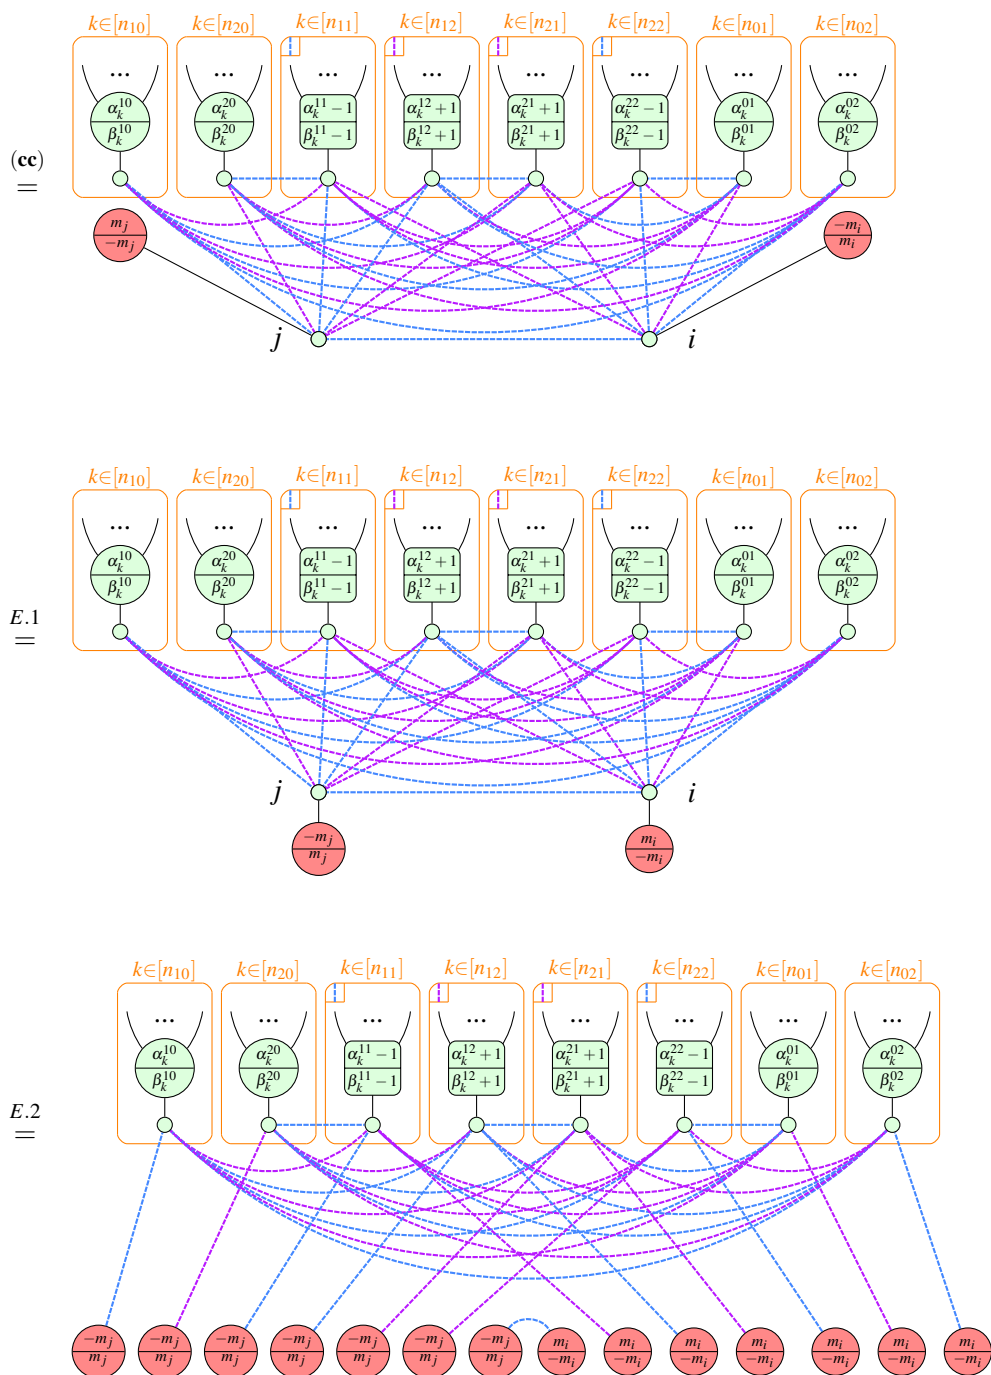 k∈[n₁₀] k∈[n₂₀] k∈[n₁₁] k∈[n₁₂] k∈[n₂₁] k∈[n₂₂] k∈[n₀₁] k∈[n₀₂]
... ... ... ... ... ... ... ...
α_k^10 α_k^20 α_k^11 − 1 α_k^12 + 1 α_k^21 + 1 α_k^22 − 1 α_k^01 α_k^02
β_k^10 β_k^20 β_k^11 − 1 β_k^12 + 1 β_k^21 + 1 β_k^22 − 1 β_k^01 β_k^02
(cc)
=
m_j −m_i
−m_j m_i
j i
k∈[n₁₀] k∈[n₂₀] k∈[n₁₁] k∈[n₁₂] k∈[n₂₁] k∈[n₂₂] k∈[n₀₁] k∈[n₀₂]
... ... ... ... ... ... ... ...
α_k^10 α_k^20 α_k^11 − 1 α_k^12 + 1 α_k^21 + 1 α_k^22 − 1 α_k^01 α_k^02
β_k^10 β_k^20 β_k^11 − 1 β_k^12 + 1 β_k^21 + 1 β_k^22 − 1 β_k^01 β_k^02
E.1
=
j i
−m_j m_i
m_j −m_i
k∈[n₁₀] k∈[n₂₀] k∈[n₁₁] k∈[n₁₂] k∈[n₂₁] k∈[n₂₂] k∈[n₀₁] k∈[n₀₂]
... ... ... ... ... ... ... ...
α_k^10 α_k^20 α_k^11 − 1 α_k^12 + 1 α_k^21 + 1 α_k^22 − 1 α_k^01 α_k^02
β_k^10 β_k^20 β_k^11 − 1 β_k^12 + 1 β_k^21 + 1 β_k^22 − 1 β_k^01 β_k^02
E.2
=
−m_j −m_j −m_j −m_j −m_j −m_j −m_j m_i m_i m_i m_i m_i m_i m_i
m_j m_j m_j m_j m_j m_j m_j −m_i −m_i −m_i −m_i −m_i −m_i −m_i